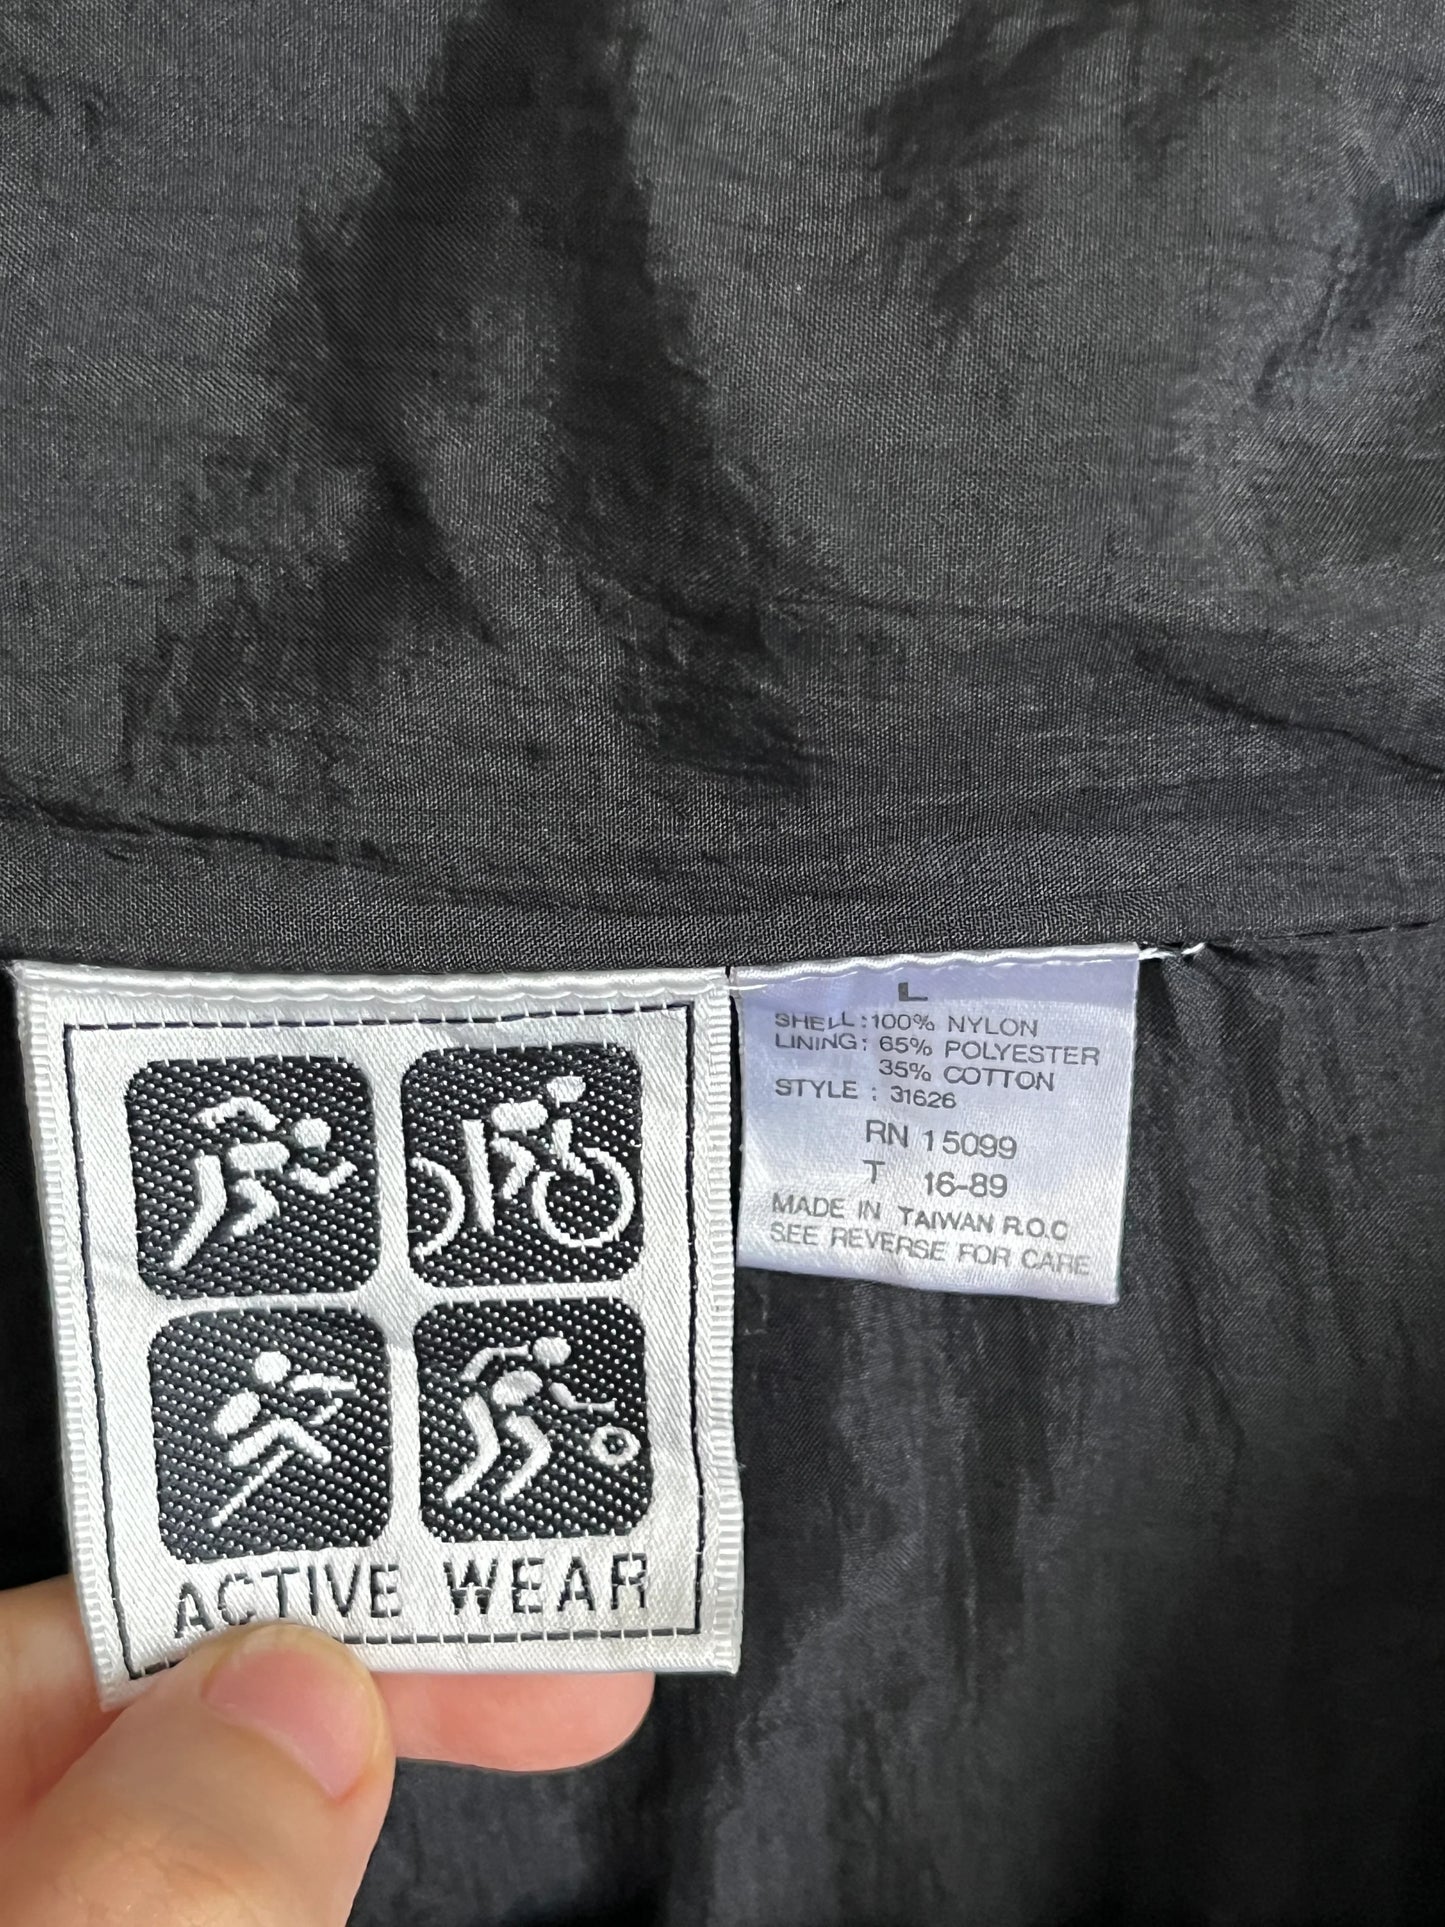 ACTIVE WEAR
L
SHELL:100% NYLON
LINING: 65% POLYESTER
35% COTTON
STYLE : 31626
RN 15099
T 16-89
MADE IN TAIWAN R.O.C
SEE REVERSE FOR CARE